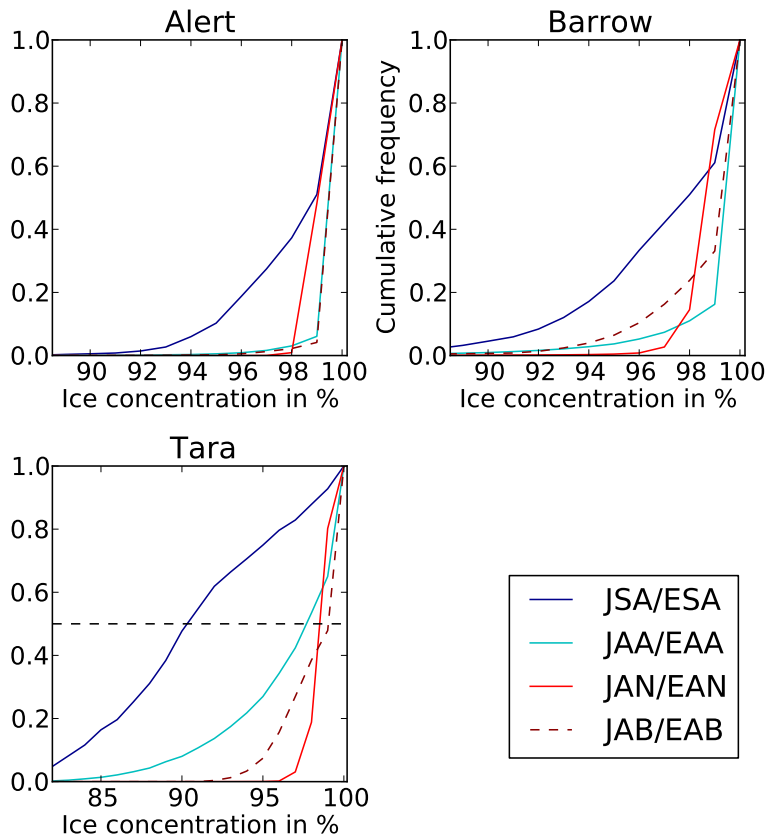 Alert
1.0
0.8
0.6
0.4
0.2
0.0
90 92 94 96 98 100
Ice concentration in %
Barrow
Cumulative frequency
1.0
0.8
0.6
0.4
0.2
0.0
90 92 94 96 98 100
Ice concentration in %
Tara
1.0
0.8
0.6
0.4
0.2
0.0
85 90 95 100
Ice concentration in %
JSA/ESA
JAA/EAA
JAN/EAN
JAB/EAB